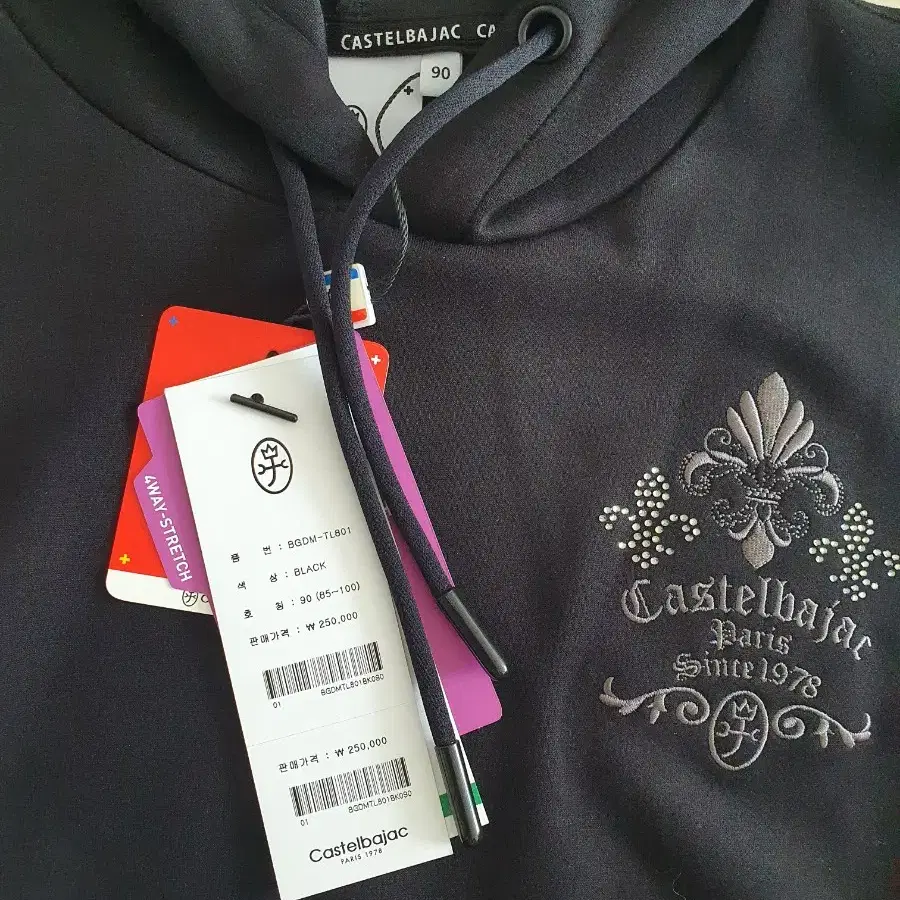 CASTELBAJAC CA
90
4WAY-STRETCH
품 번 : BGDM-TL801
색 상 : BLACK
호 칭 : 90 (85~100)
판매가격 : ₩ 250,000
01 BGDMTL801BK090
판매가격 : ₩ 250,000
01 BGDMTL801BK090
Castelbajac
PARIS 1978
Castelbajac
Paris
Since 1978